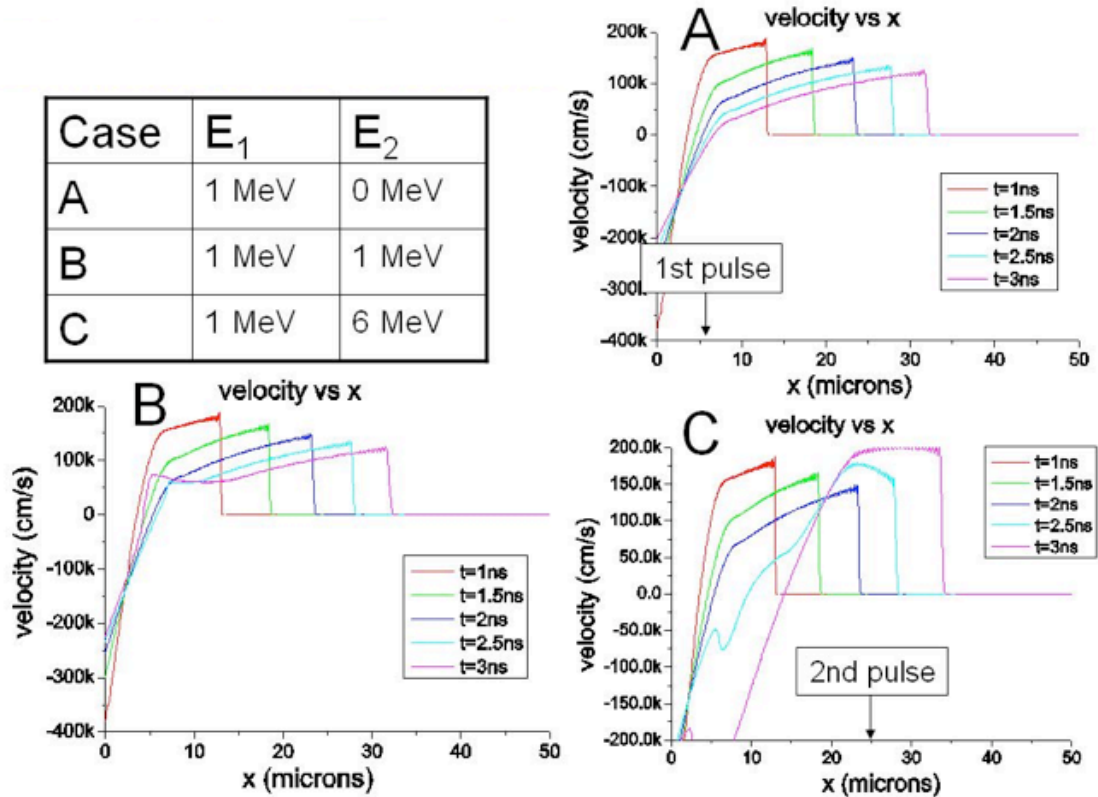 Case E1 E2
A 1 MeV 0 MeV
B 1 MeV 1 MeV
C 1 MeV 6 MeV
A
velocity vs x
200k
100k
0
-100k
-200k
-300k
-400k
velocity (cm/s)
t=1ns
t=1.5ns
t=2ns
t=2.5ns
t=3ns
1st pulse
0 10 20 30 40 50
x (microns)
B
velocity vs x
200k
100k
0
-100k
-200k
-300k
-400k
velocity (cm/s)
t=1ns
t=1.5ns
t=2ns
t=2.5ns
t=3ns
0 10 20 30 40 50
x (microns)
C
velocity vs x
200.0k
150.0k
100.0k
50.0k
0.0
-50.0k
-100.0k
-150.0k
-200.0k
velocity (cm/s)
t=1ns
t=1.5ns
t=2ns
t=2.5ns
t=3ns
2nd pulse
0 10 20 30 40 50
x (microns)